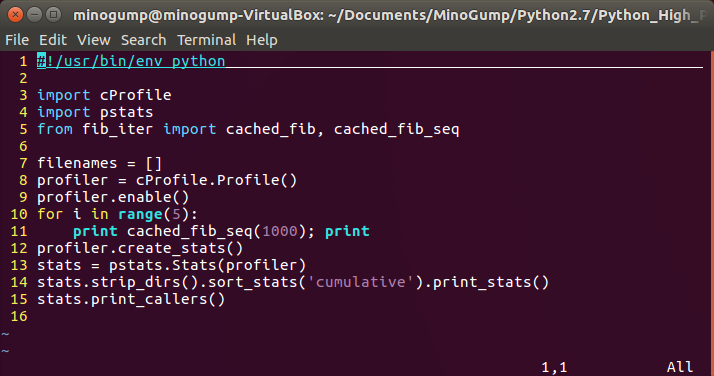 minogump@minogump-VirtualBox: ~/Documents/MinoGump/Python2.7/Python_High_
File Edit View Search Terminal Help
1 #!/usr/bin/env python
2
3 import cProfile
4 import pstats
5 from fib_iter import cached_fib, cached_fib_seq
6
7 filenames = []
8 profiler = cProfile.Profile()
9 profiler.enable()
10 for i in range(5):
11     print cached_fib_seq(1000); print
12 profiler.create_stats()
13 stats = pstats.Stats(profiler)
14 stats.strip_dirs().sort_stats('cumulative').print_stats()
15 stats.print_callers()
16
~
~
1,1 All